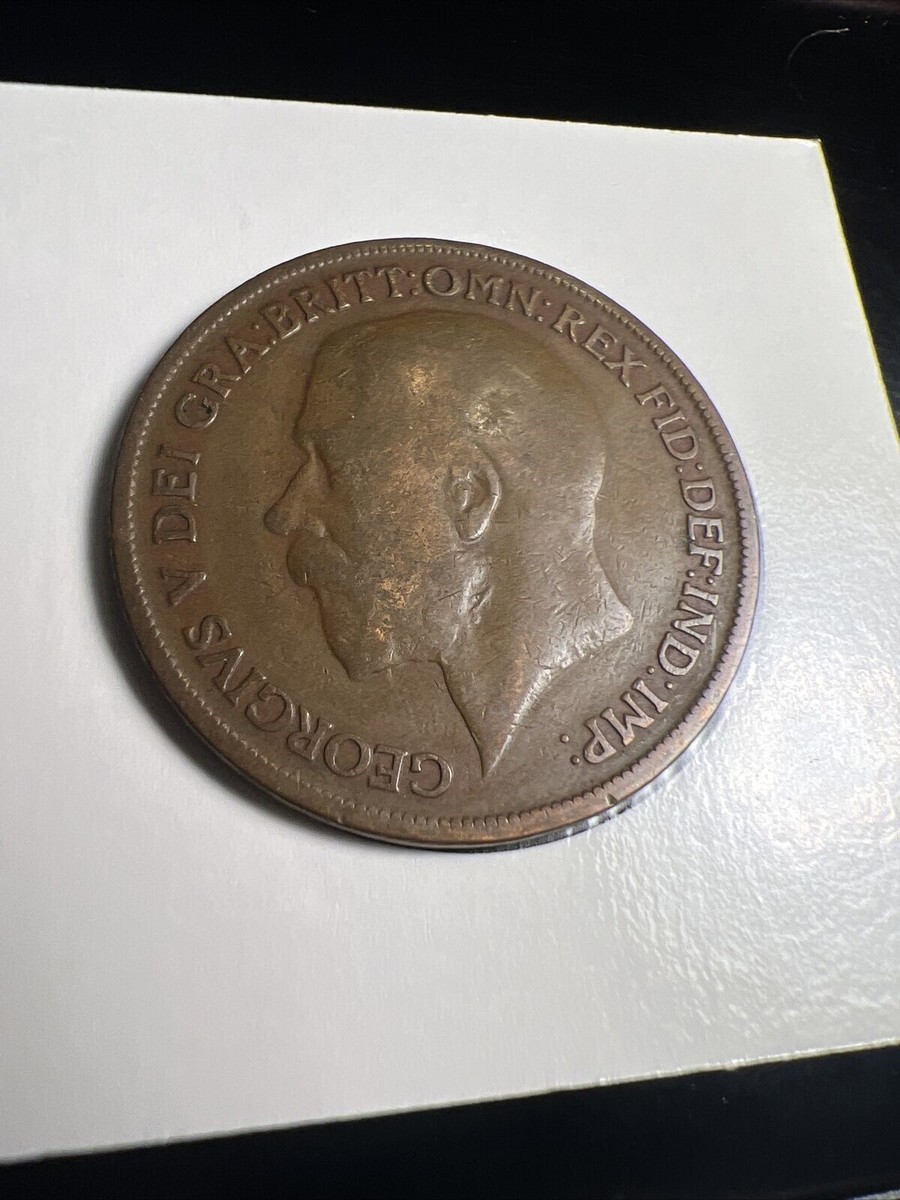 GEORGIVS V DEI GRA:BRITT:OMN:REX FID:DEF:IND:IMP: